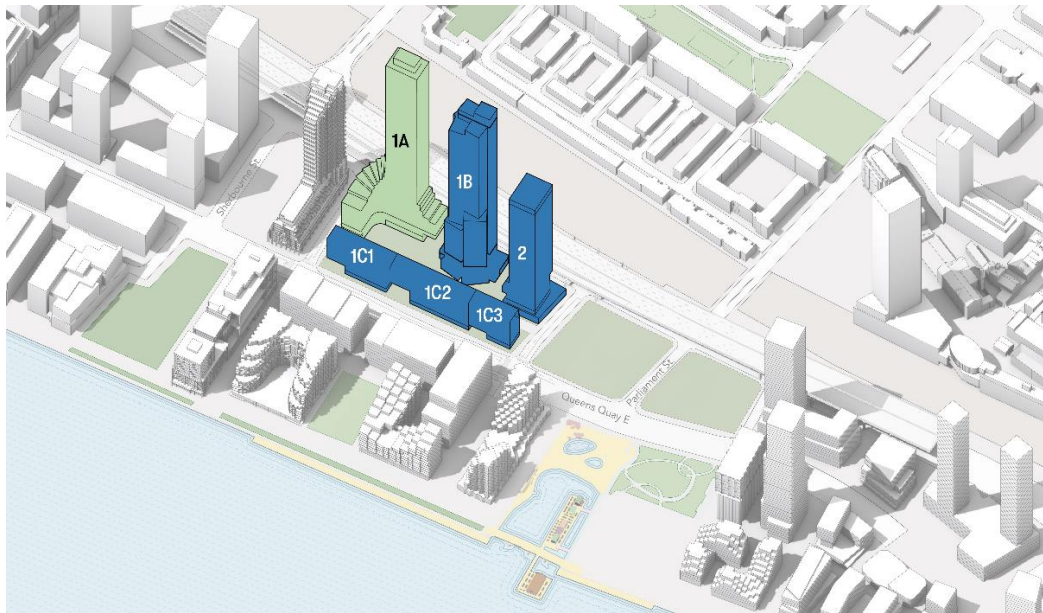 1A
1B
Sherbourne St
2
1C1
1C2
1C3
Parliament St
Queens Quay E